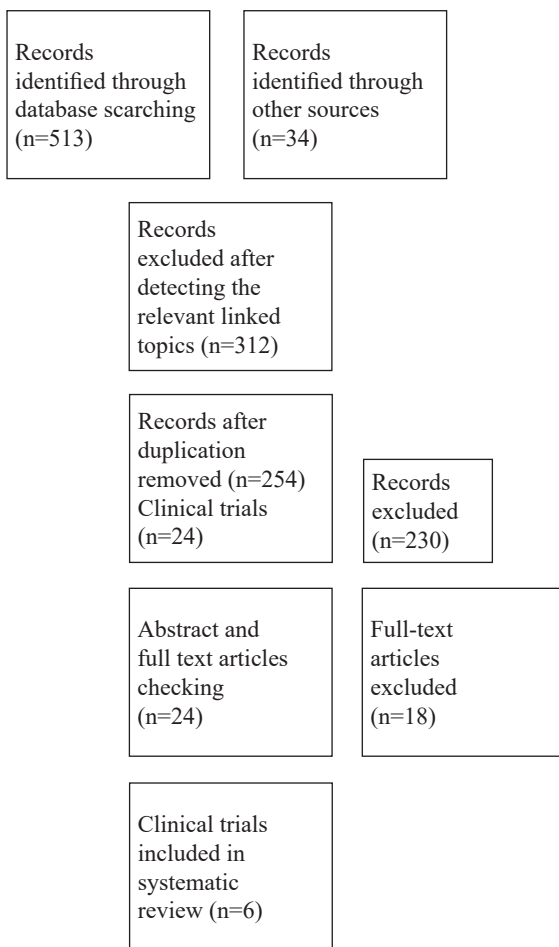 Records
identified through
database scarching
(n=513)
Records
identified through
other sources
(n=34)
Records
excluded after
detecting the
relevant linked
topics (n=312)
Records after
duplication
removed (n=254)
Clinical trials
(n=24)
Records
excluded
(n=230)
Abstract and
full text articles
checking
(n=24)
Full-text
articles
excluded
(n=18)
Clinical trials
included in
systematic
review (n=6)